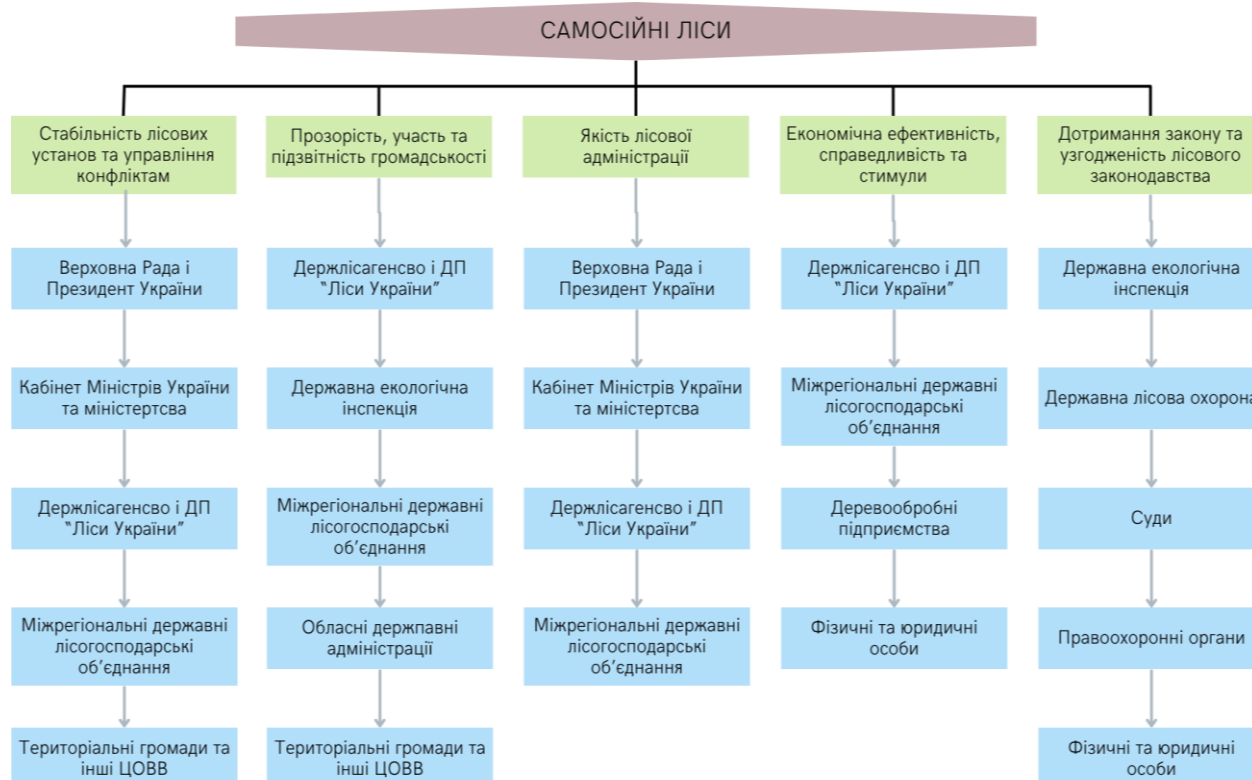 САМОСІЙНІ ЛІСИ
Стабільність лісових
установ та управління
конфліктам
Прозорість, участь та
підзвітність громадськості
Якість лісової
адміністрації
Економічна ефективність,
справедливість та
стимули
Дотримання закону та
узгодженість лісового
законодавства
Верховна Рада і
Президент України
Держлісагенсво і ДП
“Ліси України”
Верховна Рада і
Президент України
Держлісагенсво і ДП
“Ліси України”
Державна екологічна
інспекція
Кабінет Міністрів України
та міністертсва
Державна екологічна
інспекція
Кабінет Міністрів України
та міністертсва
Міжрегіональні державні
лісогосподарські
об’єднання
Державна лісова охорона
Держлісагенсво і ДП
“Ліси України”
Міжрегіональні державні
лісогосподарські
об’єднання
Держлісагенсво і ДП
“Ліси України”
Деревообробні
підприємства
Суди
Міжрегіональні державні
лісогосподарські
об’єднання
Обласні держпавні
адміністрації
Міжрегіональні державні
лісогосподарські
об’єднання
Фізичні та юридичні
особи
Правоохоронні органи
Територіальні громади та
інші ЦОВВ
Територіальні громади та
інші ЦОВВ
Фізичні та юридичні
особи